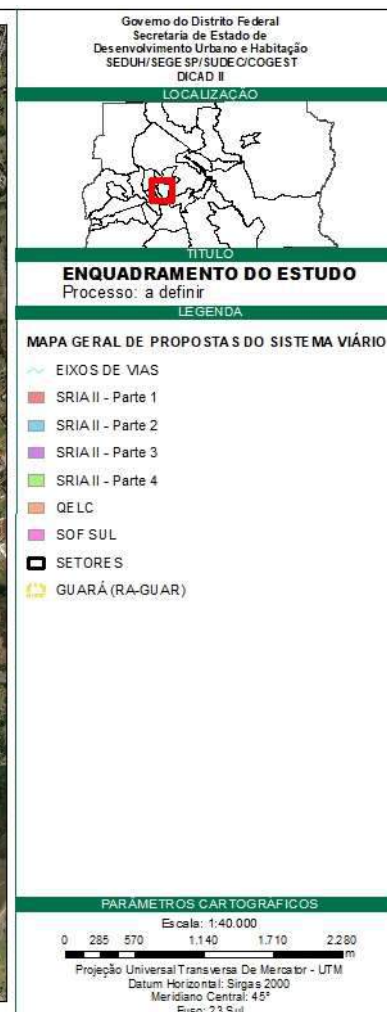 Governo do Distrito Federal
Secretaria de Estado de
Desenvolvimento Urbano e Habitação
SEDUH/SEGESP/SUDEC/COGEST
DICAD II
LOCALIZAÇÃO
TITULO
ENQUADRAMENTO DO ESTUDO
Processo: a definir
LEGENDA
MAPA GERAL DE PROPOSTAS DO SISTEMA VIÁRIO
EIXOS DE VIAS
SRIA II - Parte 1
SRIA II - Parte 2
SRIA II - Parte 3
SRIA II - Parte 4
QELC
SOF SUL
SETORES
GUARÁ (RA-GUAR)
PARÂMETROS CARTOGRÁFICOS
Escala: 1:40.000
0 285 570 1.140 1.710 2.280
m
Projeção Universal Transversa De Mercator - UTM
Datum Horizontal: Sirgas 2000
Meridiano Central: 45°
Fuso: 23 Sul